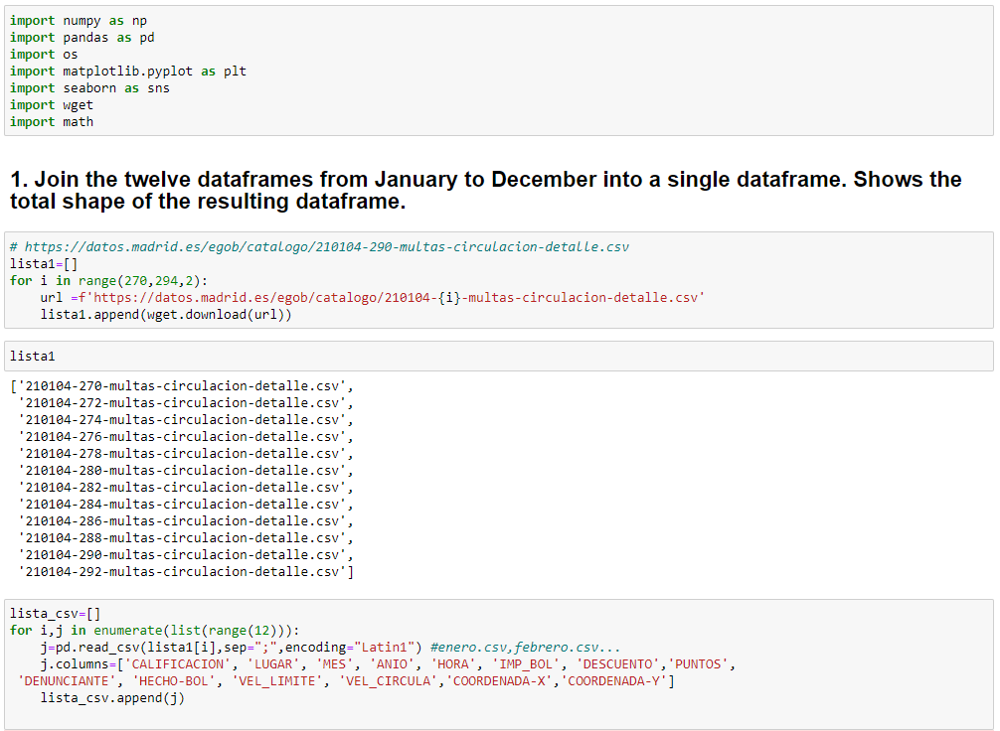 import numpy as np
import pandas as pd
import os
import matplotlib.pyplot as plt
import seaborn as sns
import wget
import math
1. Join the twelve dataframes from January to December into a single dataframe. Shows the
total shape of the resulting dataframe.
# https://datos.madrid.es/egob/catalogo/210104-290-multas-circulacion-detalle.csv
lista1=[]
for i in range(270,294,2):
    url =f'https://datos.madrid.es/egob/catalogo/210104-{i}-multas-circulacion-detalle.csv'
    lista1.append(wget.download(url))
lista1
['210104-270-multas-circulacion-detalle.csv',
 '210104-272-multas-circulacion-detalle.csv',
 '210104-274-multas-circulacion-detalle.csv',
 '210104-276-multas-circulacion-detalle.csv',
 '210104-278-multas-circulacion-detalle.csv',
 '210104-280-multas-circulacion-detalle.csv',
 '210104-282-multas-circulacion-detalle.csv',
 '210104-284-multas-circulacion-detalle.csv',
 '210104-286-multas-circulacion-detalle.csv',
 '210104-288-multas-circulacion-detalle.csv',
 '210104-290-multas-circulacion-detalle.csv',
 '210104-292-multas-circulacion-detalle.csv']
lista_csv=[]
for i,j in enumerate(list(range(12))):
    j=pd.read_csv(lista1[i],sep=";",encoding="Latin1") #enero.csv,febrero.csv...
    j.columns=['CALIFICACION', 'LUGAR', 'MES', 'ANIO', 'HORA', 'IMP_BOL', 'DESCUENTO','PUNTOS',
 'DENUNCIANTE', 'HECHO-BOL', 'VEL_LIMITE', 'VEL_CIRCULA','COORDENADA-X','COORDENADA-Y']
    lista_csv.append(j)